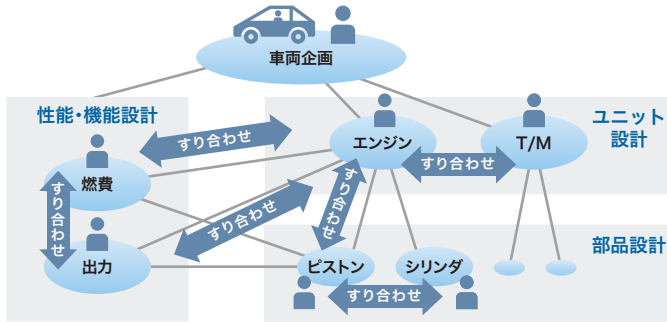 車両企画
性能・機能設計
ユニット
設計
すり合わせ
エンジン
T/M
すり合わせ
燃費
すり合わせ
すり合わせ
すり合わせ
出力
部品設計
ピストン
シリンダ
すり合わせ